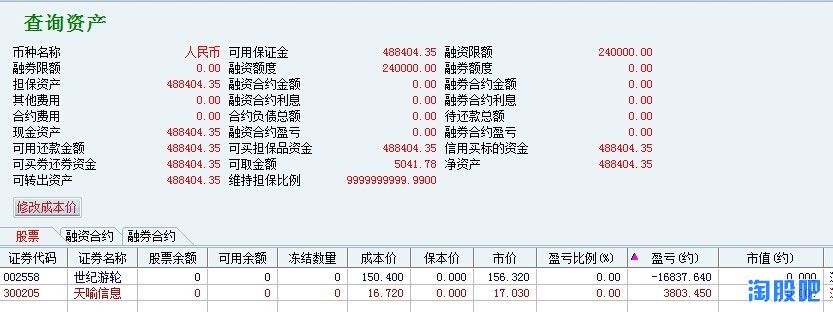 查询资产
币种名称 人民币 可用保证金 488404.35 融资限额 240000.00
融券限额 0.00 融资额度 240000.00 融券额度 0.00
担保资产 488404.35 融资合约金额 0.00 融券合约金额 0.00
其他费用 0.00 融资合约利息 0.00 融券合约利息 0.00
合约费用 0.00 合约负债总额 0.00 待还款总额 0.00
现金资产 488404.35 融资合约盈亏 0.00 融券合约盈亏 0.00
可用还款金额 488404.35 可买担保品资金 488404.35 信用买标的资金 488404.35
可买券还券资金 488404.35 可取金额 5041.78 净资产 488404.35
可转出资产 488404.35 维持担保比例 9999999999.9900
修改成本价
股票 融资合约 融券合约
证券代码 证券名称 股票余额 可用余额 冻结数量 成本价 保本价 市价 盈亏比例(%) 盈亏(约) 市值(约)
002558 世纪游轮 0 0 0 150.400 0.000 156.320 0.00 -16837.640 0.000
300205 天喻信息 0 0 0 16.720 0.000 17.030 0.00 3803.450
淘股吧